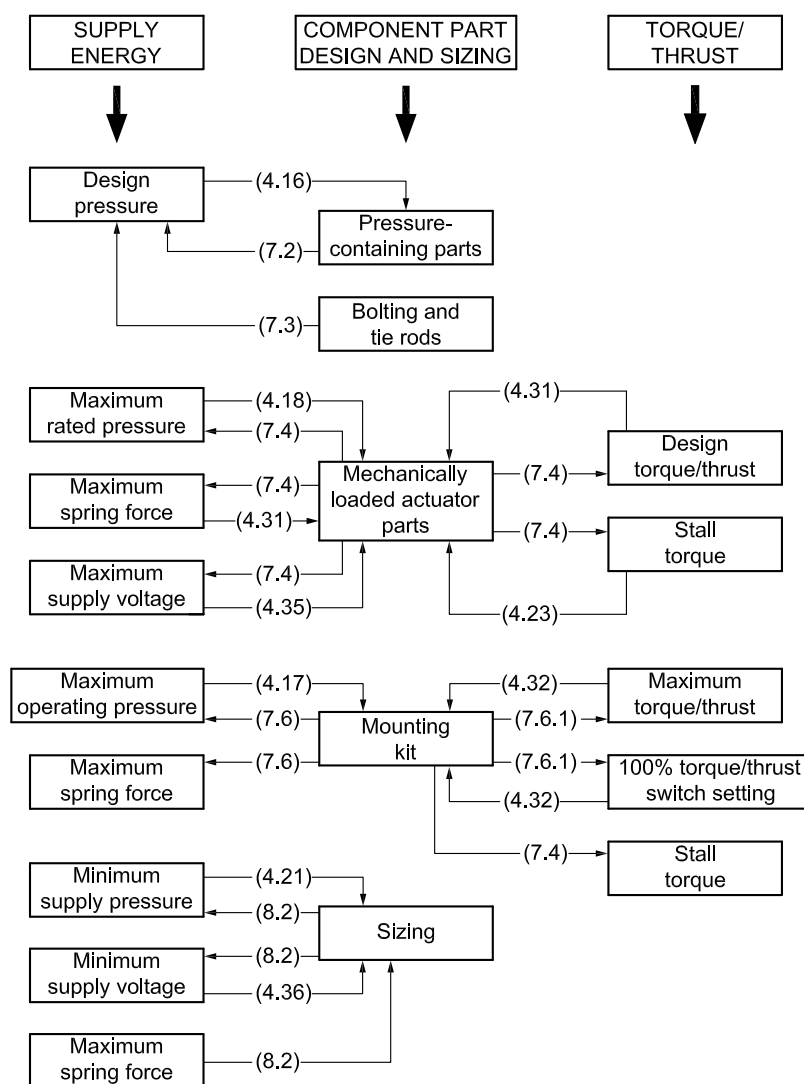 SUPPLY
ENERGY
COMPONENT PART
DESIGN AND SIZING
TORQUE/
THRUST
Design
pressure
(4.16)
Pressure-
containing parts
(7.2)
(7.3)
Bolting and
tie rods
Maximum
rated pressure
(4.18)
(7.4)
(4.31)
Design
torque/thrust
Maximum
spring force
(7.4)
(4.31)
Mechanically
loaded actuator
parts
(7.4)
(7.4)
Stall
torque
Maximum
supply voltage
(7.4)
(4.35)
(4.23)
Maximum
operating pressure
(4.17)
(7.6)
Mounting
kit
(4.32)
(7.6.1)
Maximum
torque/thrust
Maximum
spring force
(7.6)
(7.6.1)
(4.32)
100% torque/thrust
switch setting
(7.4)
Stall
torque
Minimum
supply pressure
(4.21)
(8.2)
Sizing
Minimum
supply voltage
(8.2)
(4.36)
Maximum
spring force
(8.2)